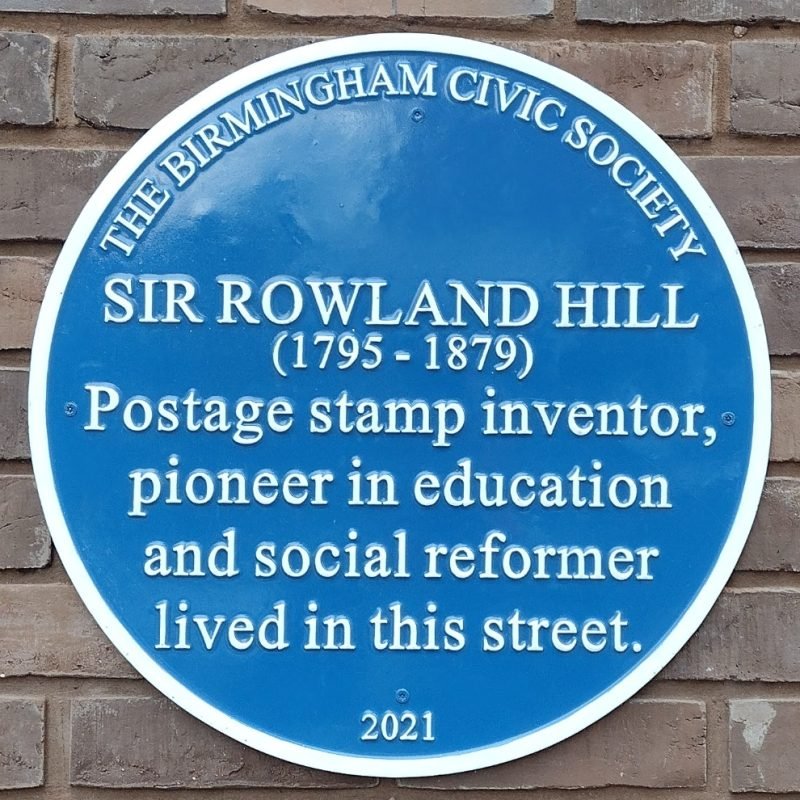 THE BIRMINGHAM CIVIC SOCIETY
SIR ROWLAND HILL
(1795 - 1879)
Postage stamp inventor,
pioneer in education
and social reformer
lived in this street.
2021